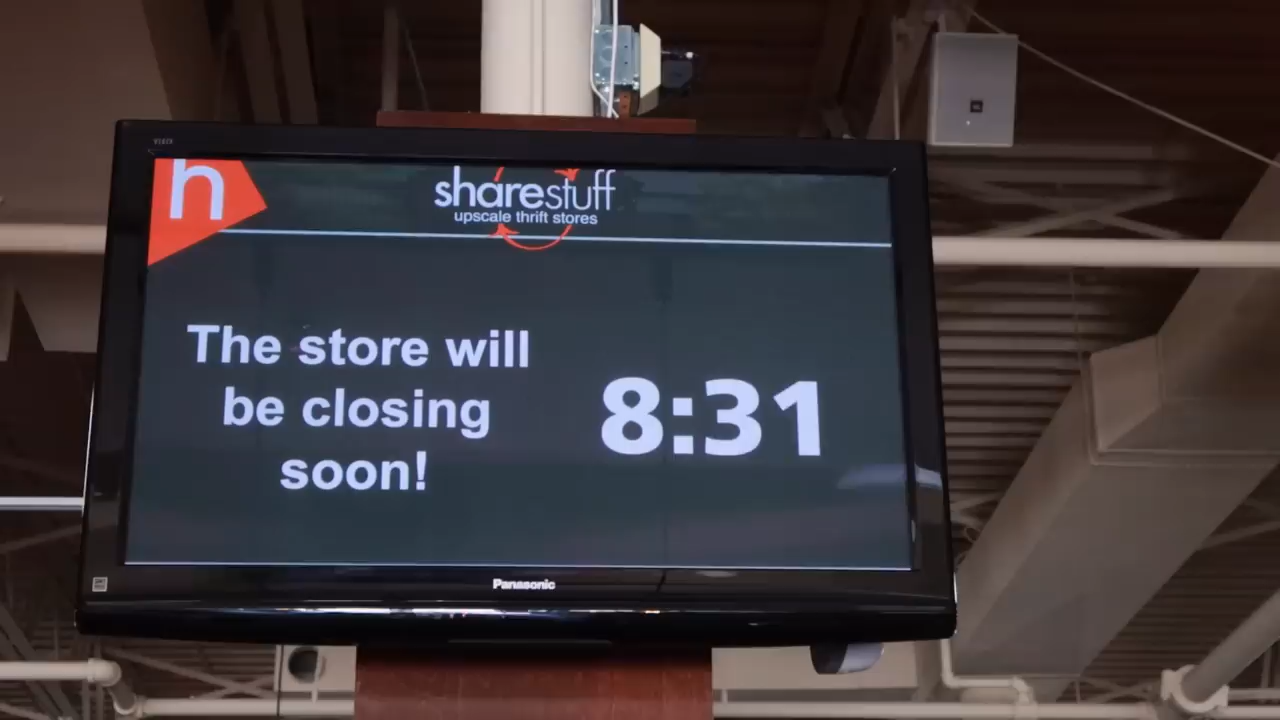 h
sharestuff
upscale thrift stores
The store will
be closing
soon!
8:31
Panasonic